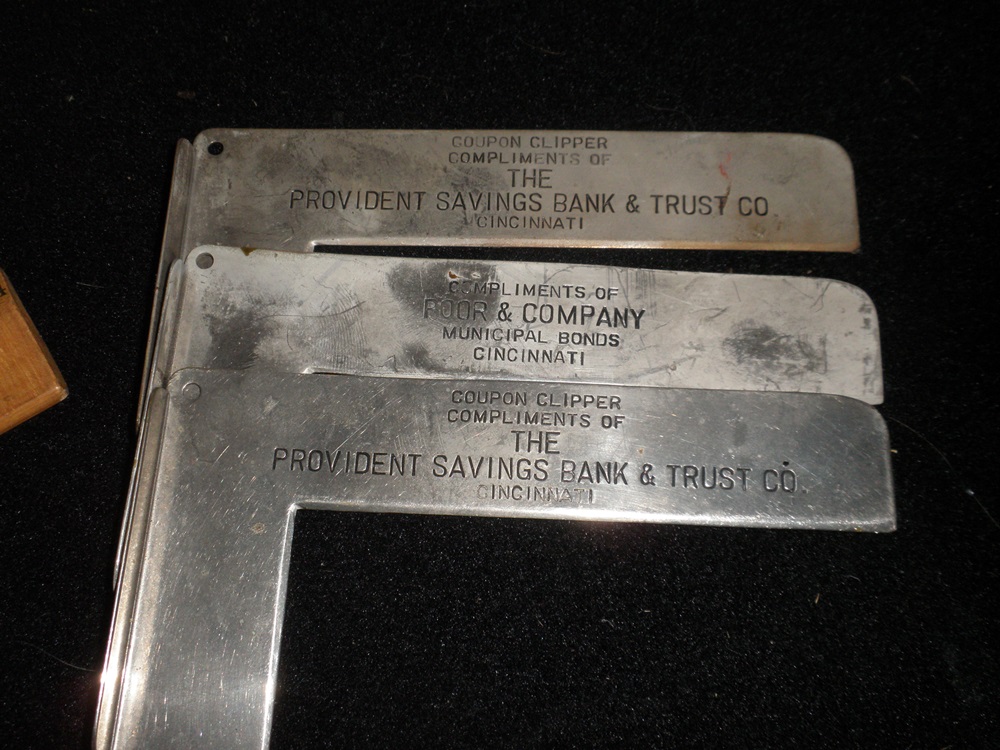 COUPON CLIPPER
COMPLIMENTS OF
THE
PROVIDENT SAVINGS BANK & TRUST CO
CINCINNATI
COMPLIMENTS OF
POOR & COMPANY
MUNICIPAL BONDS
CINCINNATI
COUPON CLIPPER
COMPLIMENTS OF
THE
PROVIDENT SAVINGS BANK & TRUST CO.
CINCINNATI